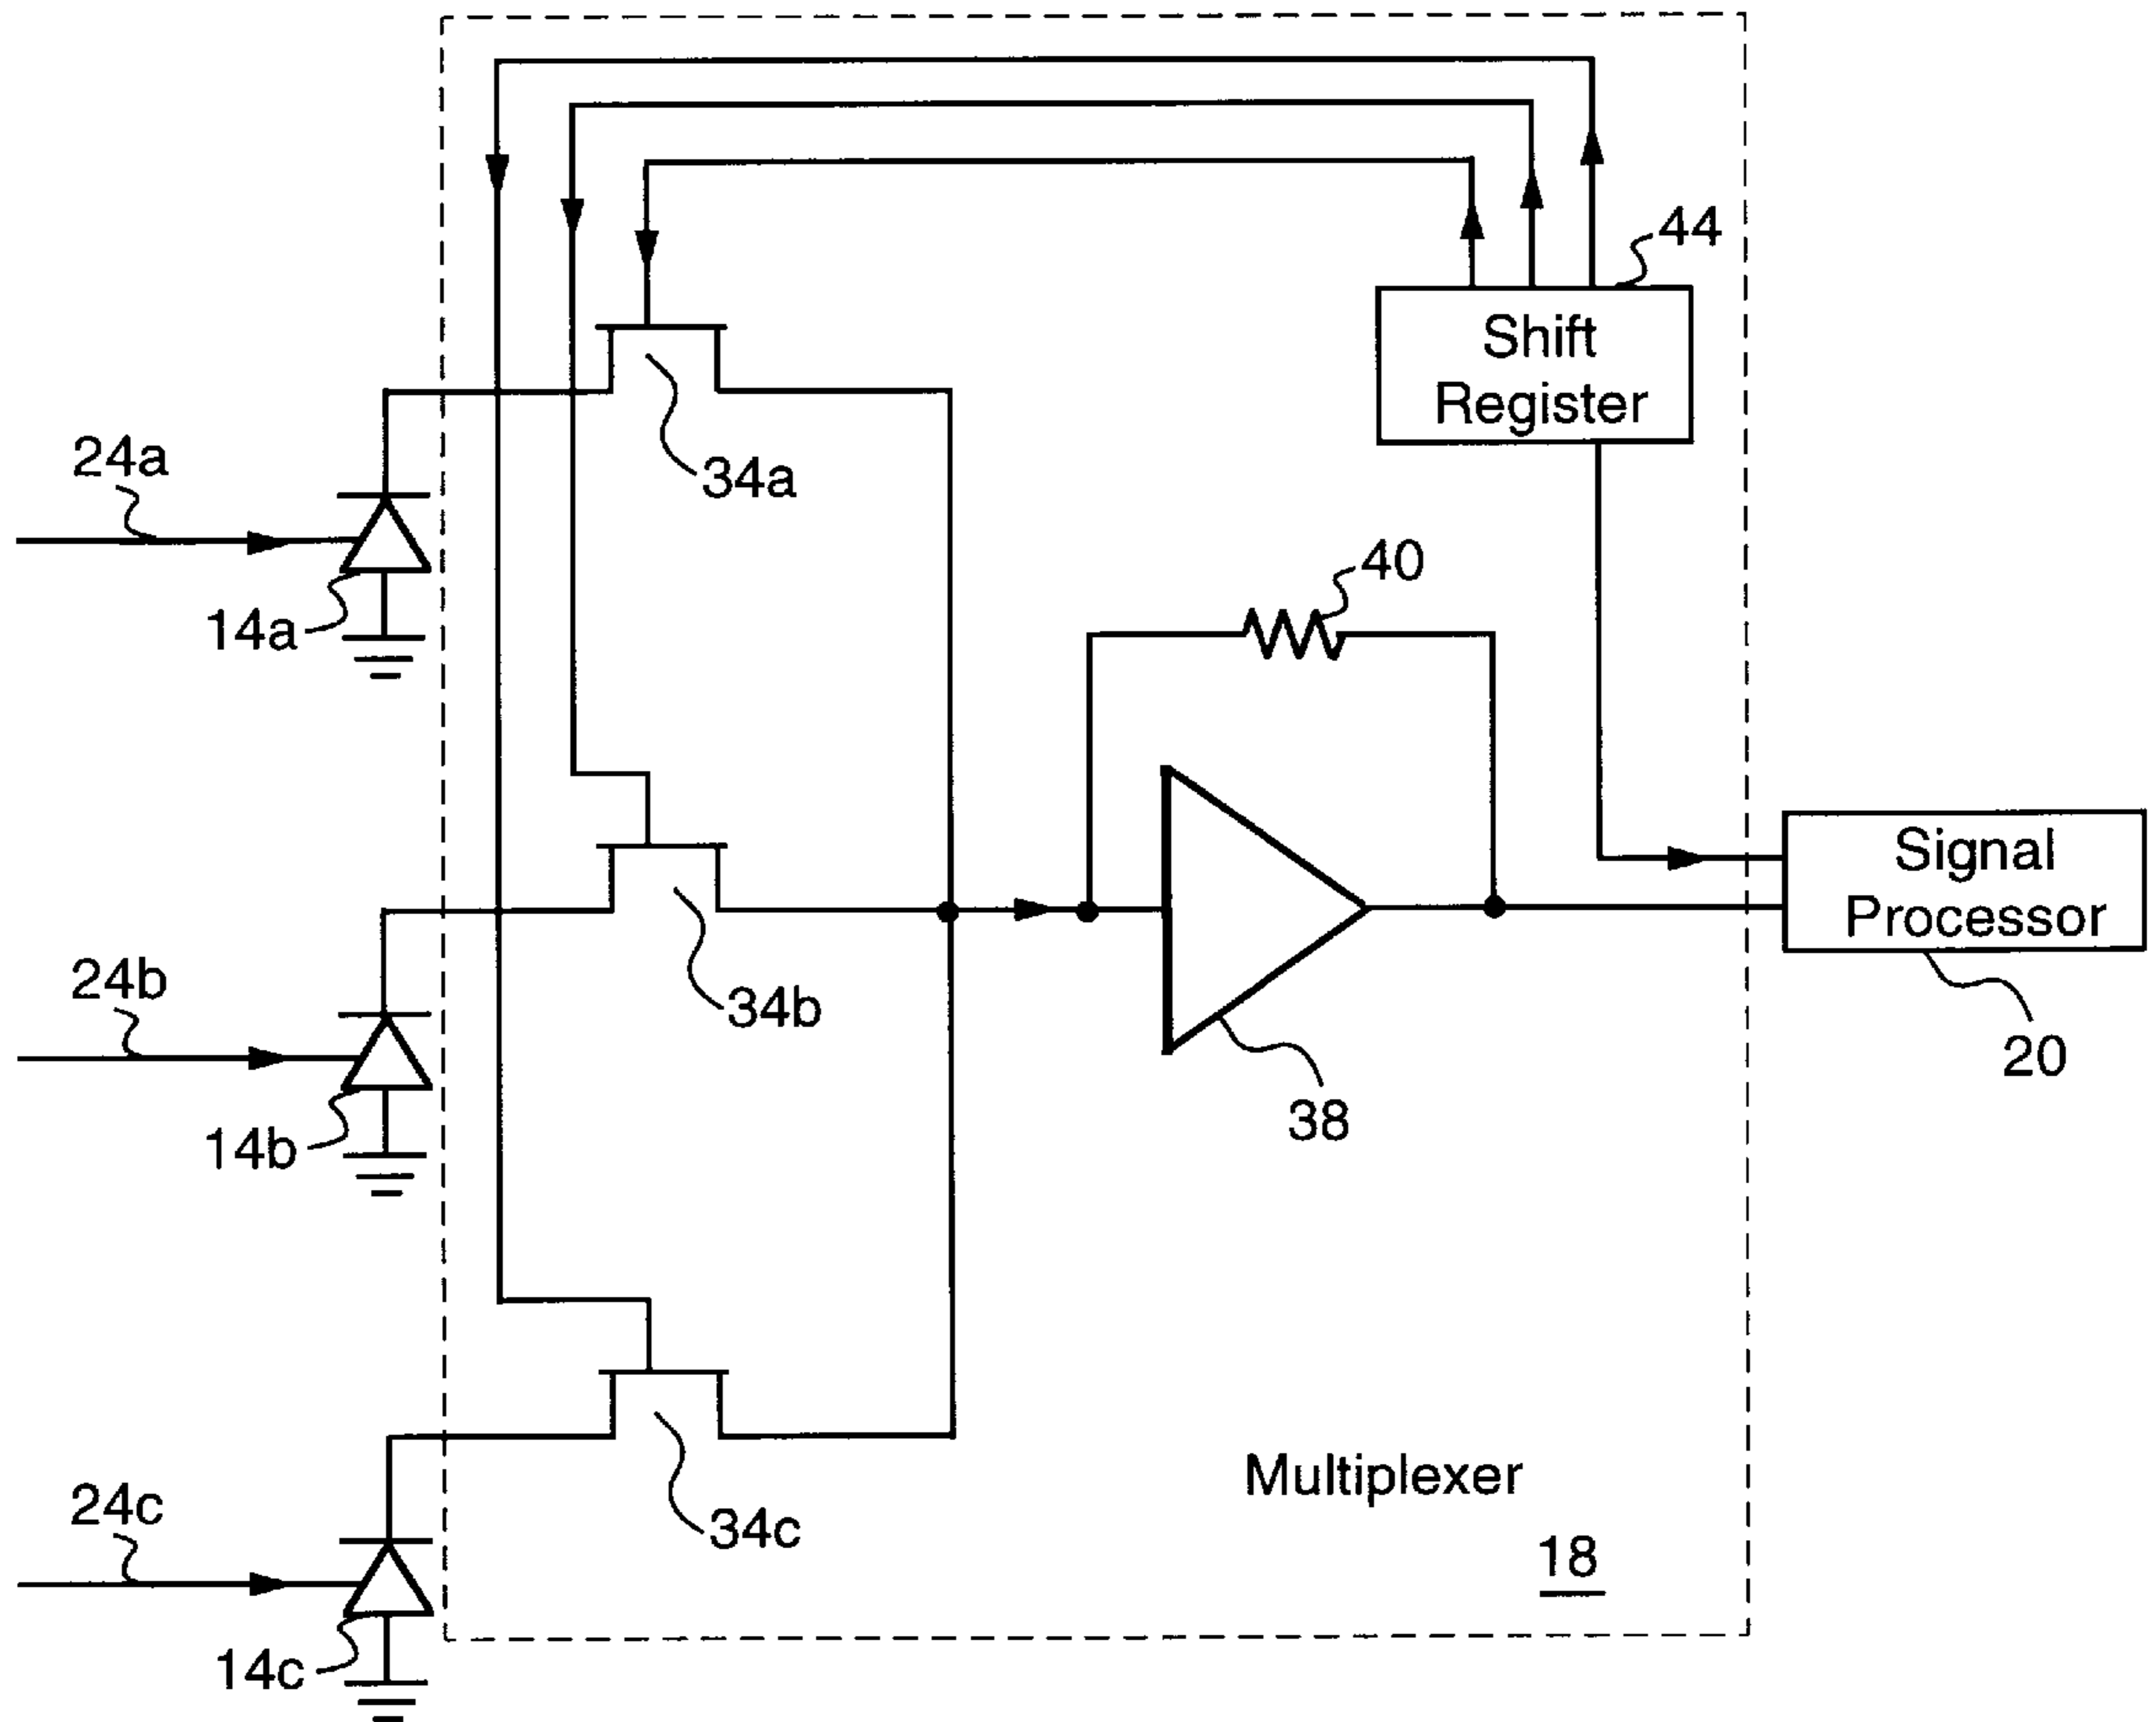 44
Shift
Register
24a
34a
14a
40
Signal
Processor
24b
34b
20
38
14b
Multiplexer
24c
34c
18
14c